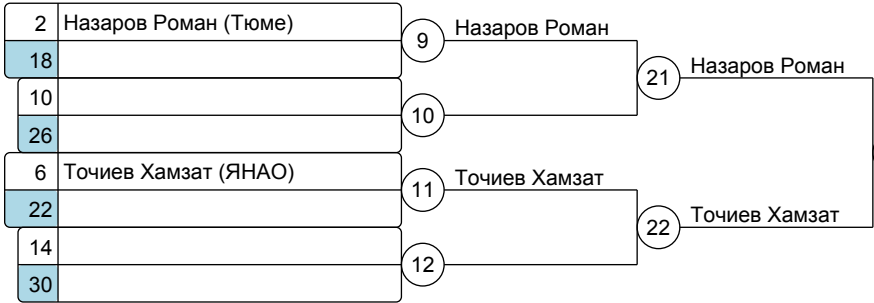 2 Назаров Роман (Тюме)
18
10
26
6 Точиев Хамзат (ЯНАО)
22
14
30
9 Назаров Роман
10
11 Точиев Хамзат
12
21 Назаров Роман
22 Точиев Хамзат